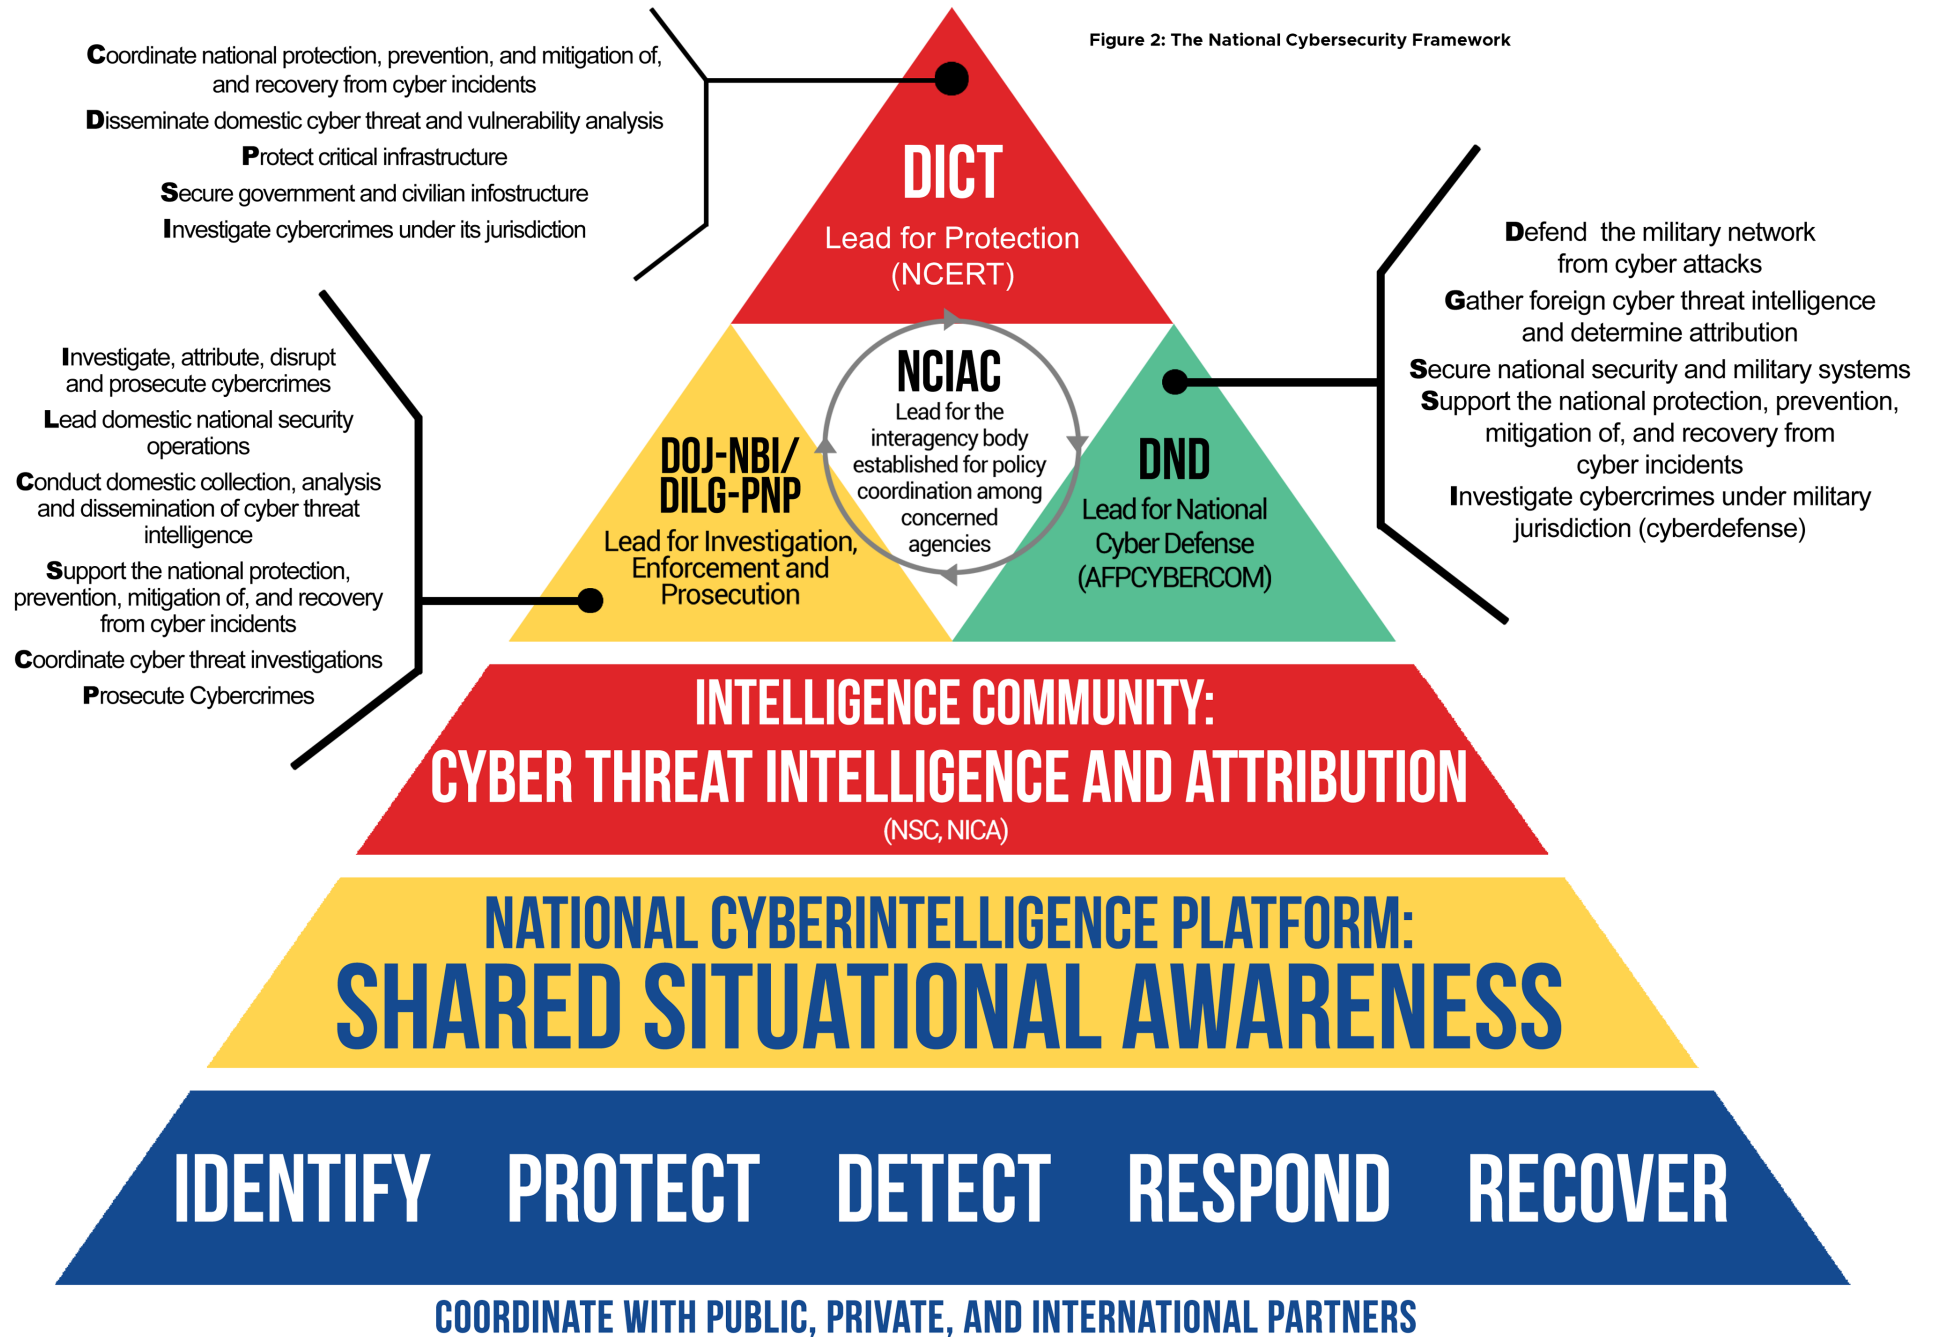 Figure 2: The National Cybersecurity Framework
Coordinate national protection, prevention, and mitigation of,
and recovery from cyber incidents
Disseminate domestic cyber threat and vulnerability analysis
Protect critical infrastructure
Secure government and civilian infostructure
Investigate cybercrimes under its jurisdiction
DICT
Lead for Protection
(NCERT)
Defend the military network
from cyber attacks
Gather foreign cyber threat intelligence
and determine attribution
Secure national security and military systems
Support the national protection, prevention,
mitigation of, and recovery from
cyber incidents
Investigate cybercrimes under military
jurisdiction (cyberdefense)
Investigate, attribute, disrupt
and prosecute cybercrimes
Lead domestic national security
operations
Conduct domestic collection, analysis
and dissemination of cyber threat
intelligence
Support the national protection,
prevention, mitigation of, and recovery
from cyber incidents
Coordinate cyber threat investigations
Prosecute Cybercrimes
DOJ-NBI/
DILG-PNP
Lead for Investigation,
Enforcement and
Prosecution
NCIAC
Lead for the
interagency body
established for policy
coordination among
concerned
agencies
DND
Lead for National
Cyber Defense
(AFPCYBERCOM)
INTELLIGENCE COMMUNITY:
CYBER THREAT INTELLIGENCE AND ATTRIBUTION
(NSC, NICA)
NATIONAL CYBERINTELLIGENCE PLATFORM:
SHARED SITUATIONAL AWARENESS
IDENTIFY PROTECT DETECT RESPOND RECOVER
COORDINATE WITH PUBLIC, PRIVATE, AND INTERNATIONAL PARTNERS